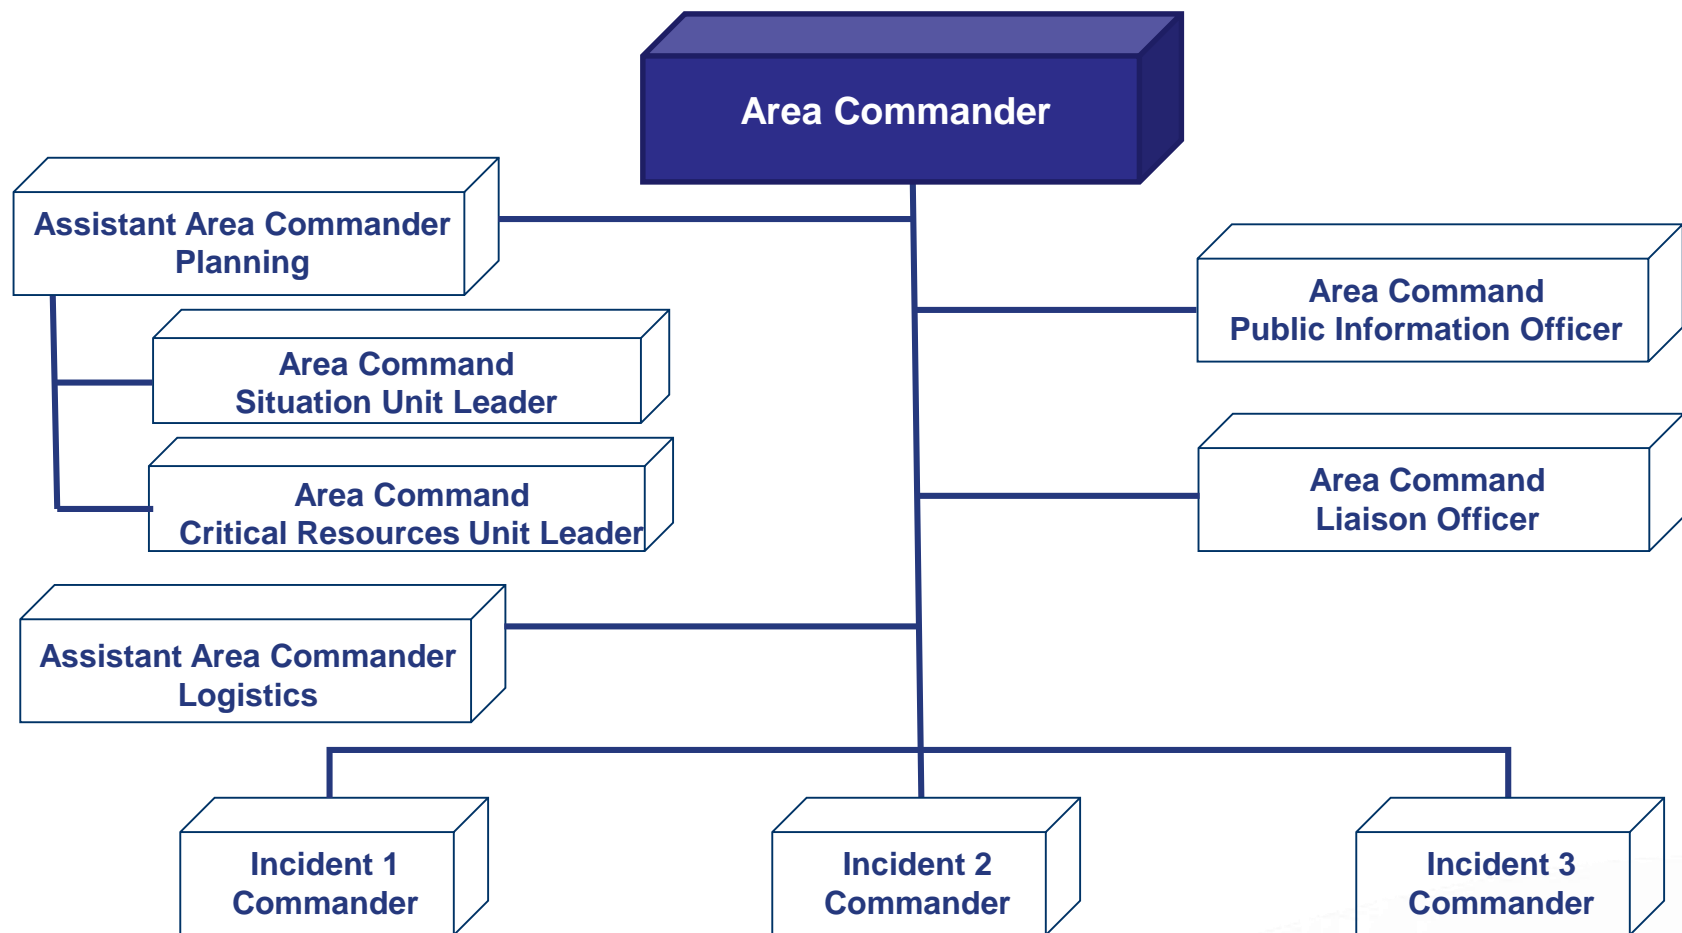 Area Commander
Assistant Area Commander
Planning
Area Command
Public Information Officer
Area Command
Situation Unit Leader
Area Command
Critical Resources Unit Leader
Area Command
Liaison Officer
Assistant Area Commander
Logistics
Incident 1
Commander
Incident 2
Commander
Incident 3
Commander